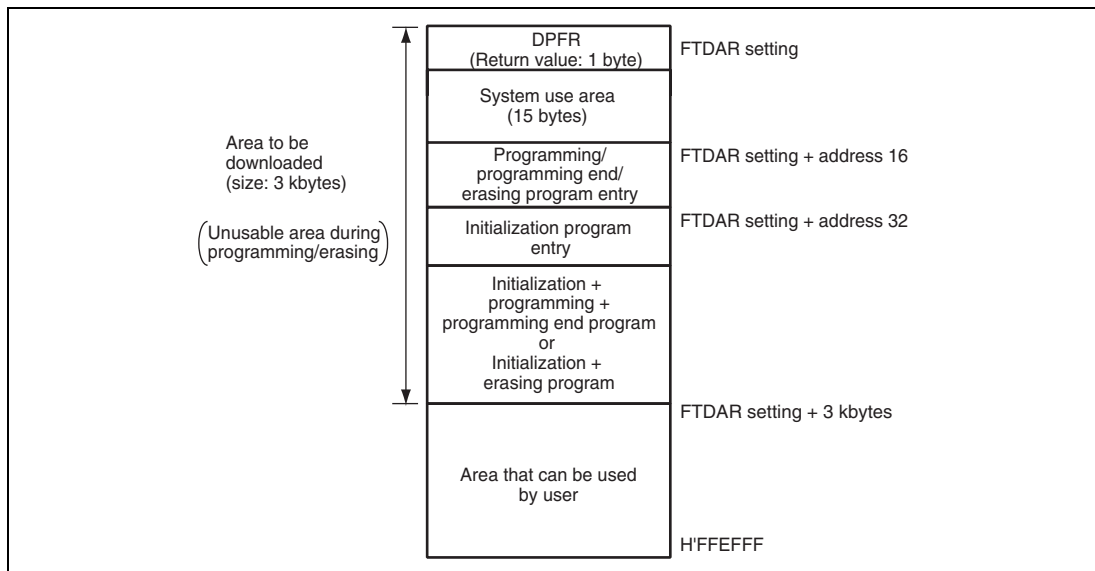 DPFR
(Return value: 1 byte)
FTDAR setting
System use area
(15 bytes)
Area to be
downloaded
(size: 3 kbytes)
(Unusable area during
programming/erasing)
Programming/
programming end/
erasing program entry
FTDAR setting + address 16
Initialization program
entry
FTDAR setting + address 32
Initialization +
programming +
programming end program
or
Initialization +
erasing program
FTDAR setting + 3 kbytes
Area that can be used
by user
H'FFEFFF